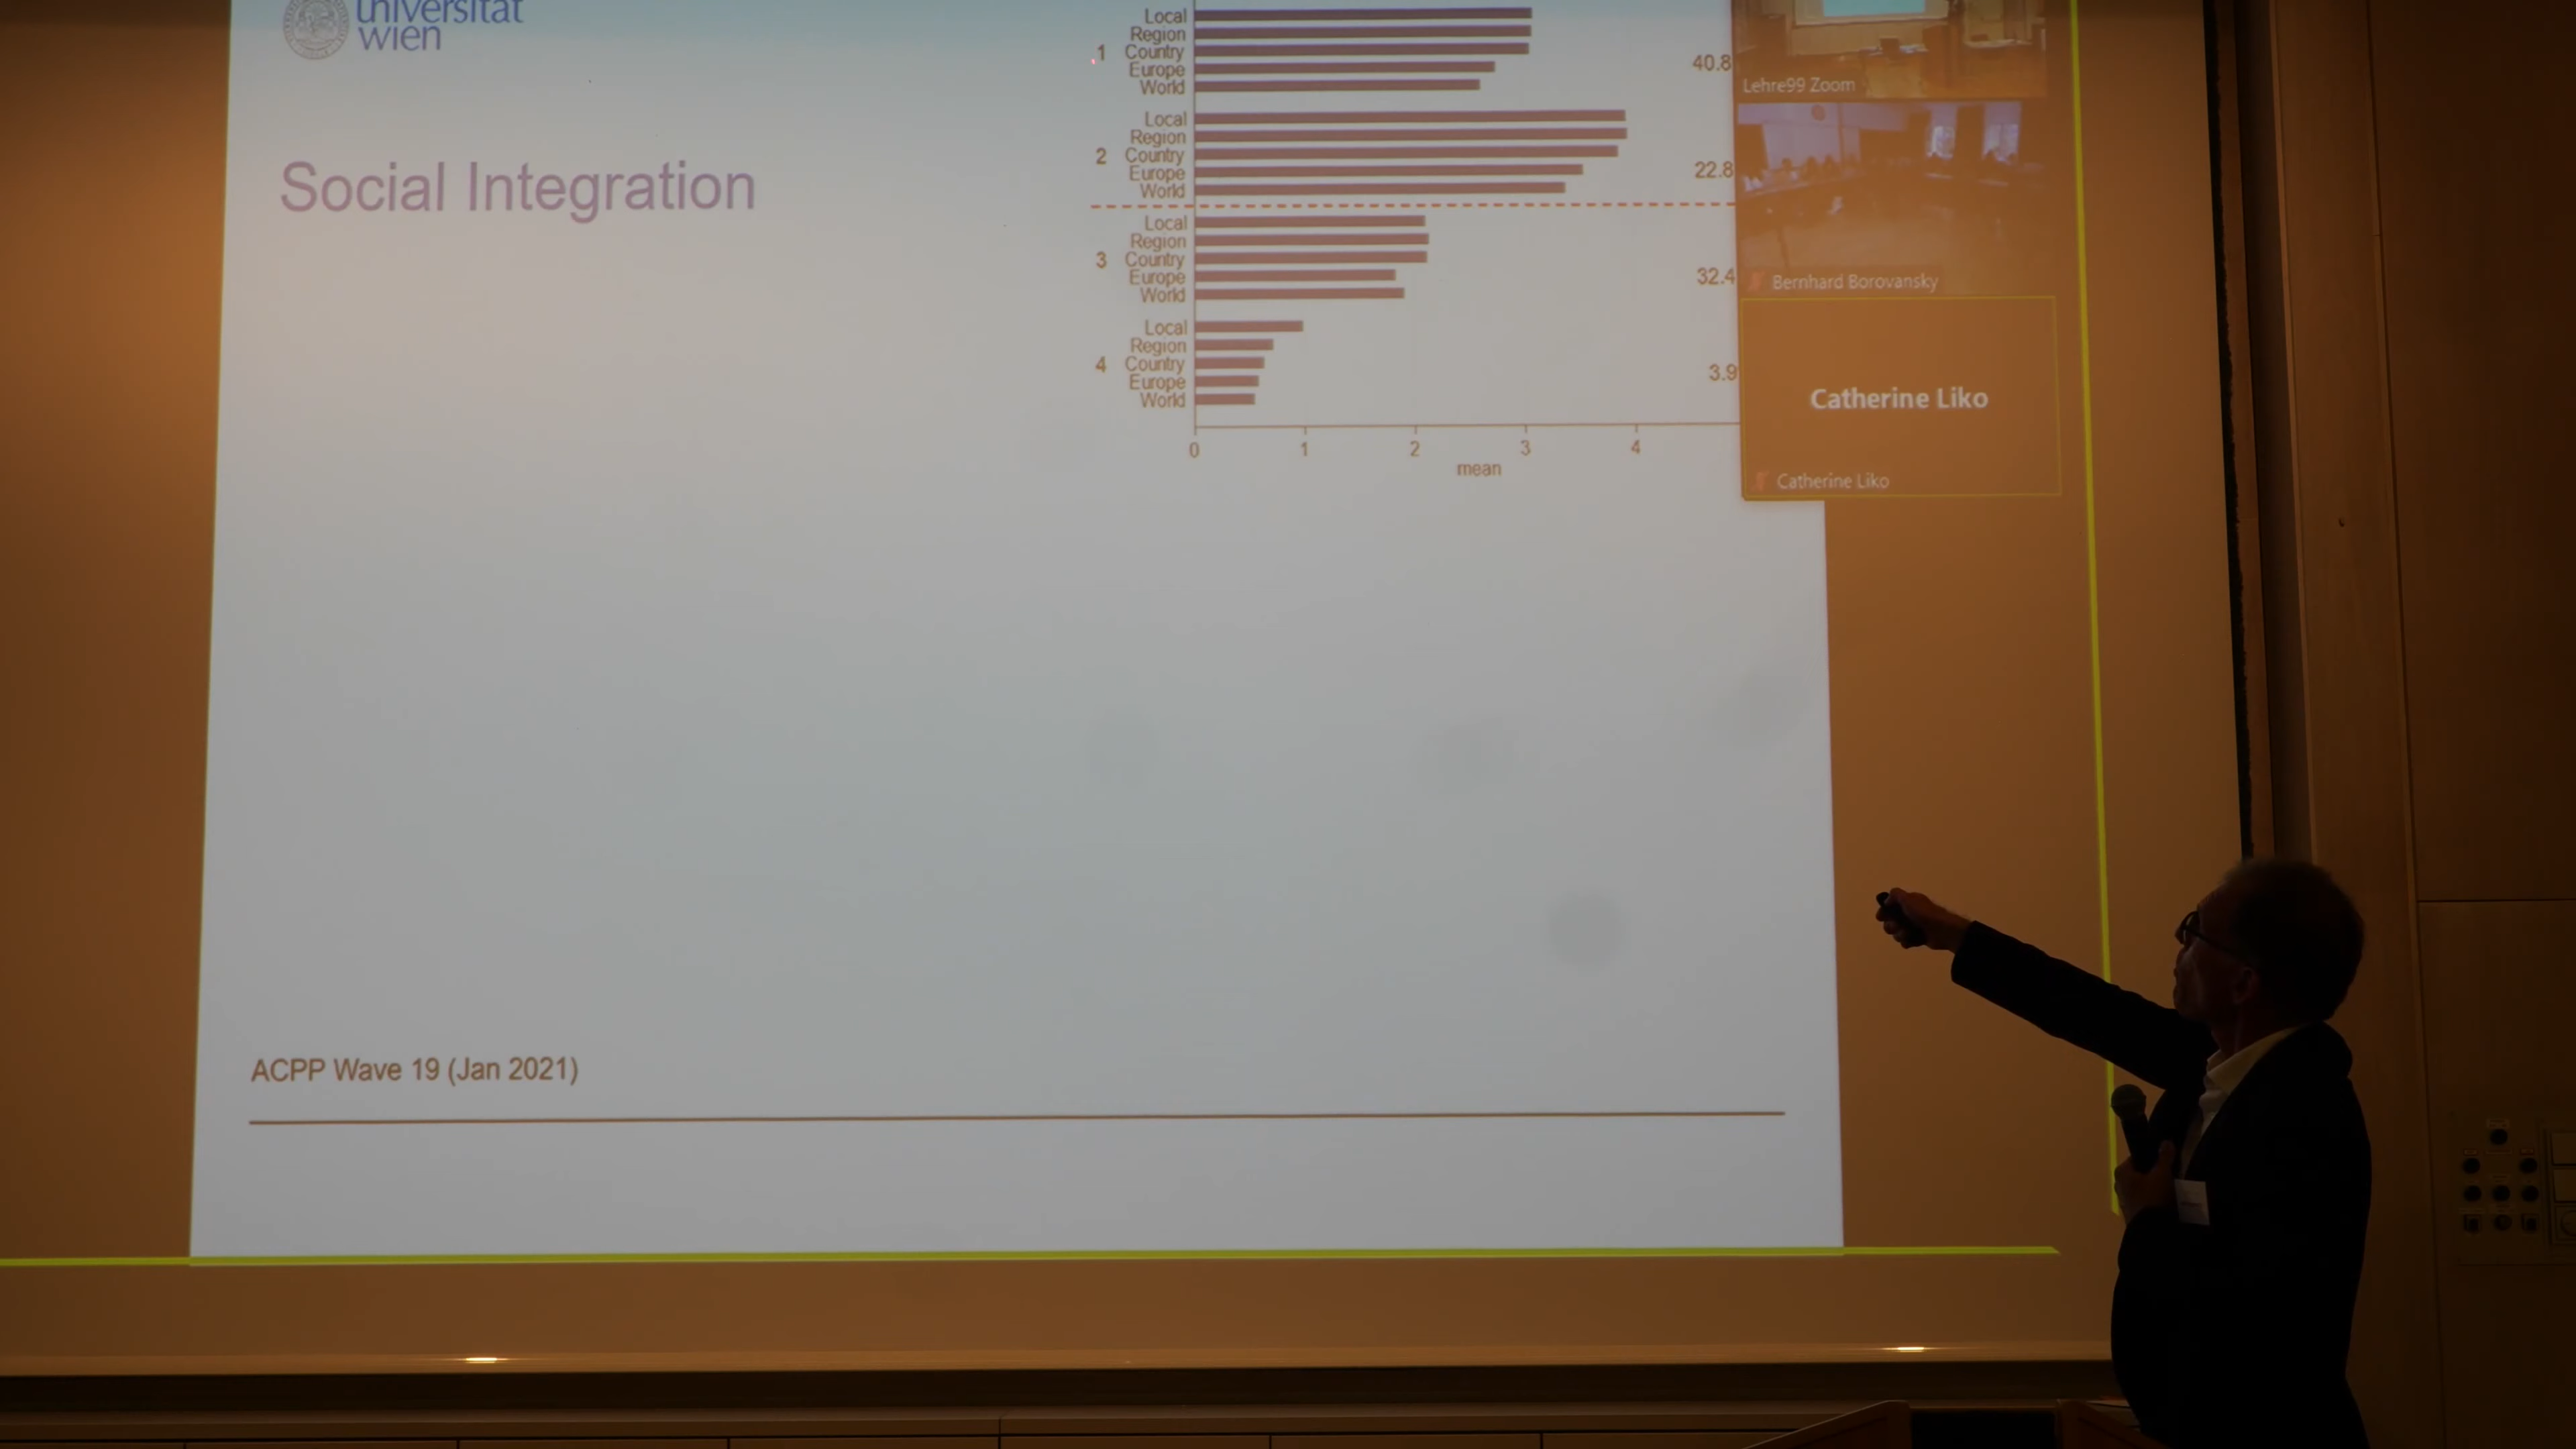 universität
wien
Social Integration
1
Local
Region
Country
Europe
World
40.8
2
Local
Region
Country
Europe
World
22.8
3
Local
Region
Country
Europe
World
32.4
4
Local
Region
Country
Europe
World
3.9
0 1 2 3 4
mean
Lehre99 Zoom
Bernhard Borovansky
Catherine Liko
Catherine Liko
ACPP Wave 19 (Jan 2021)